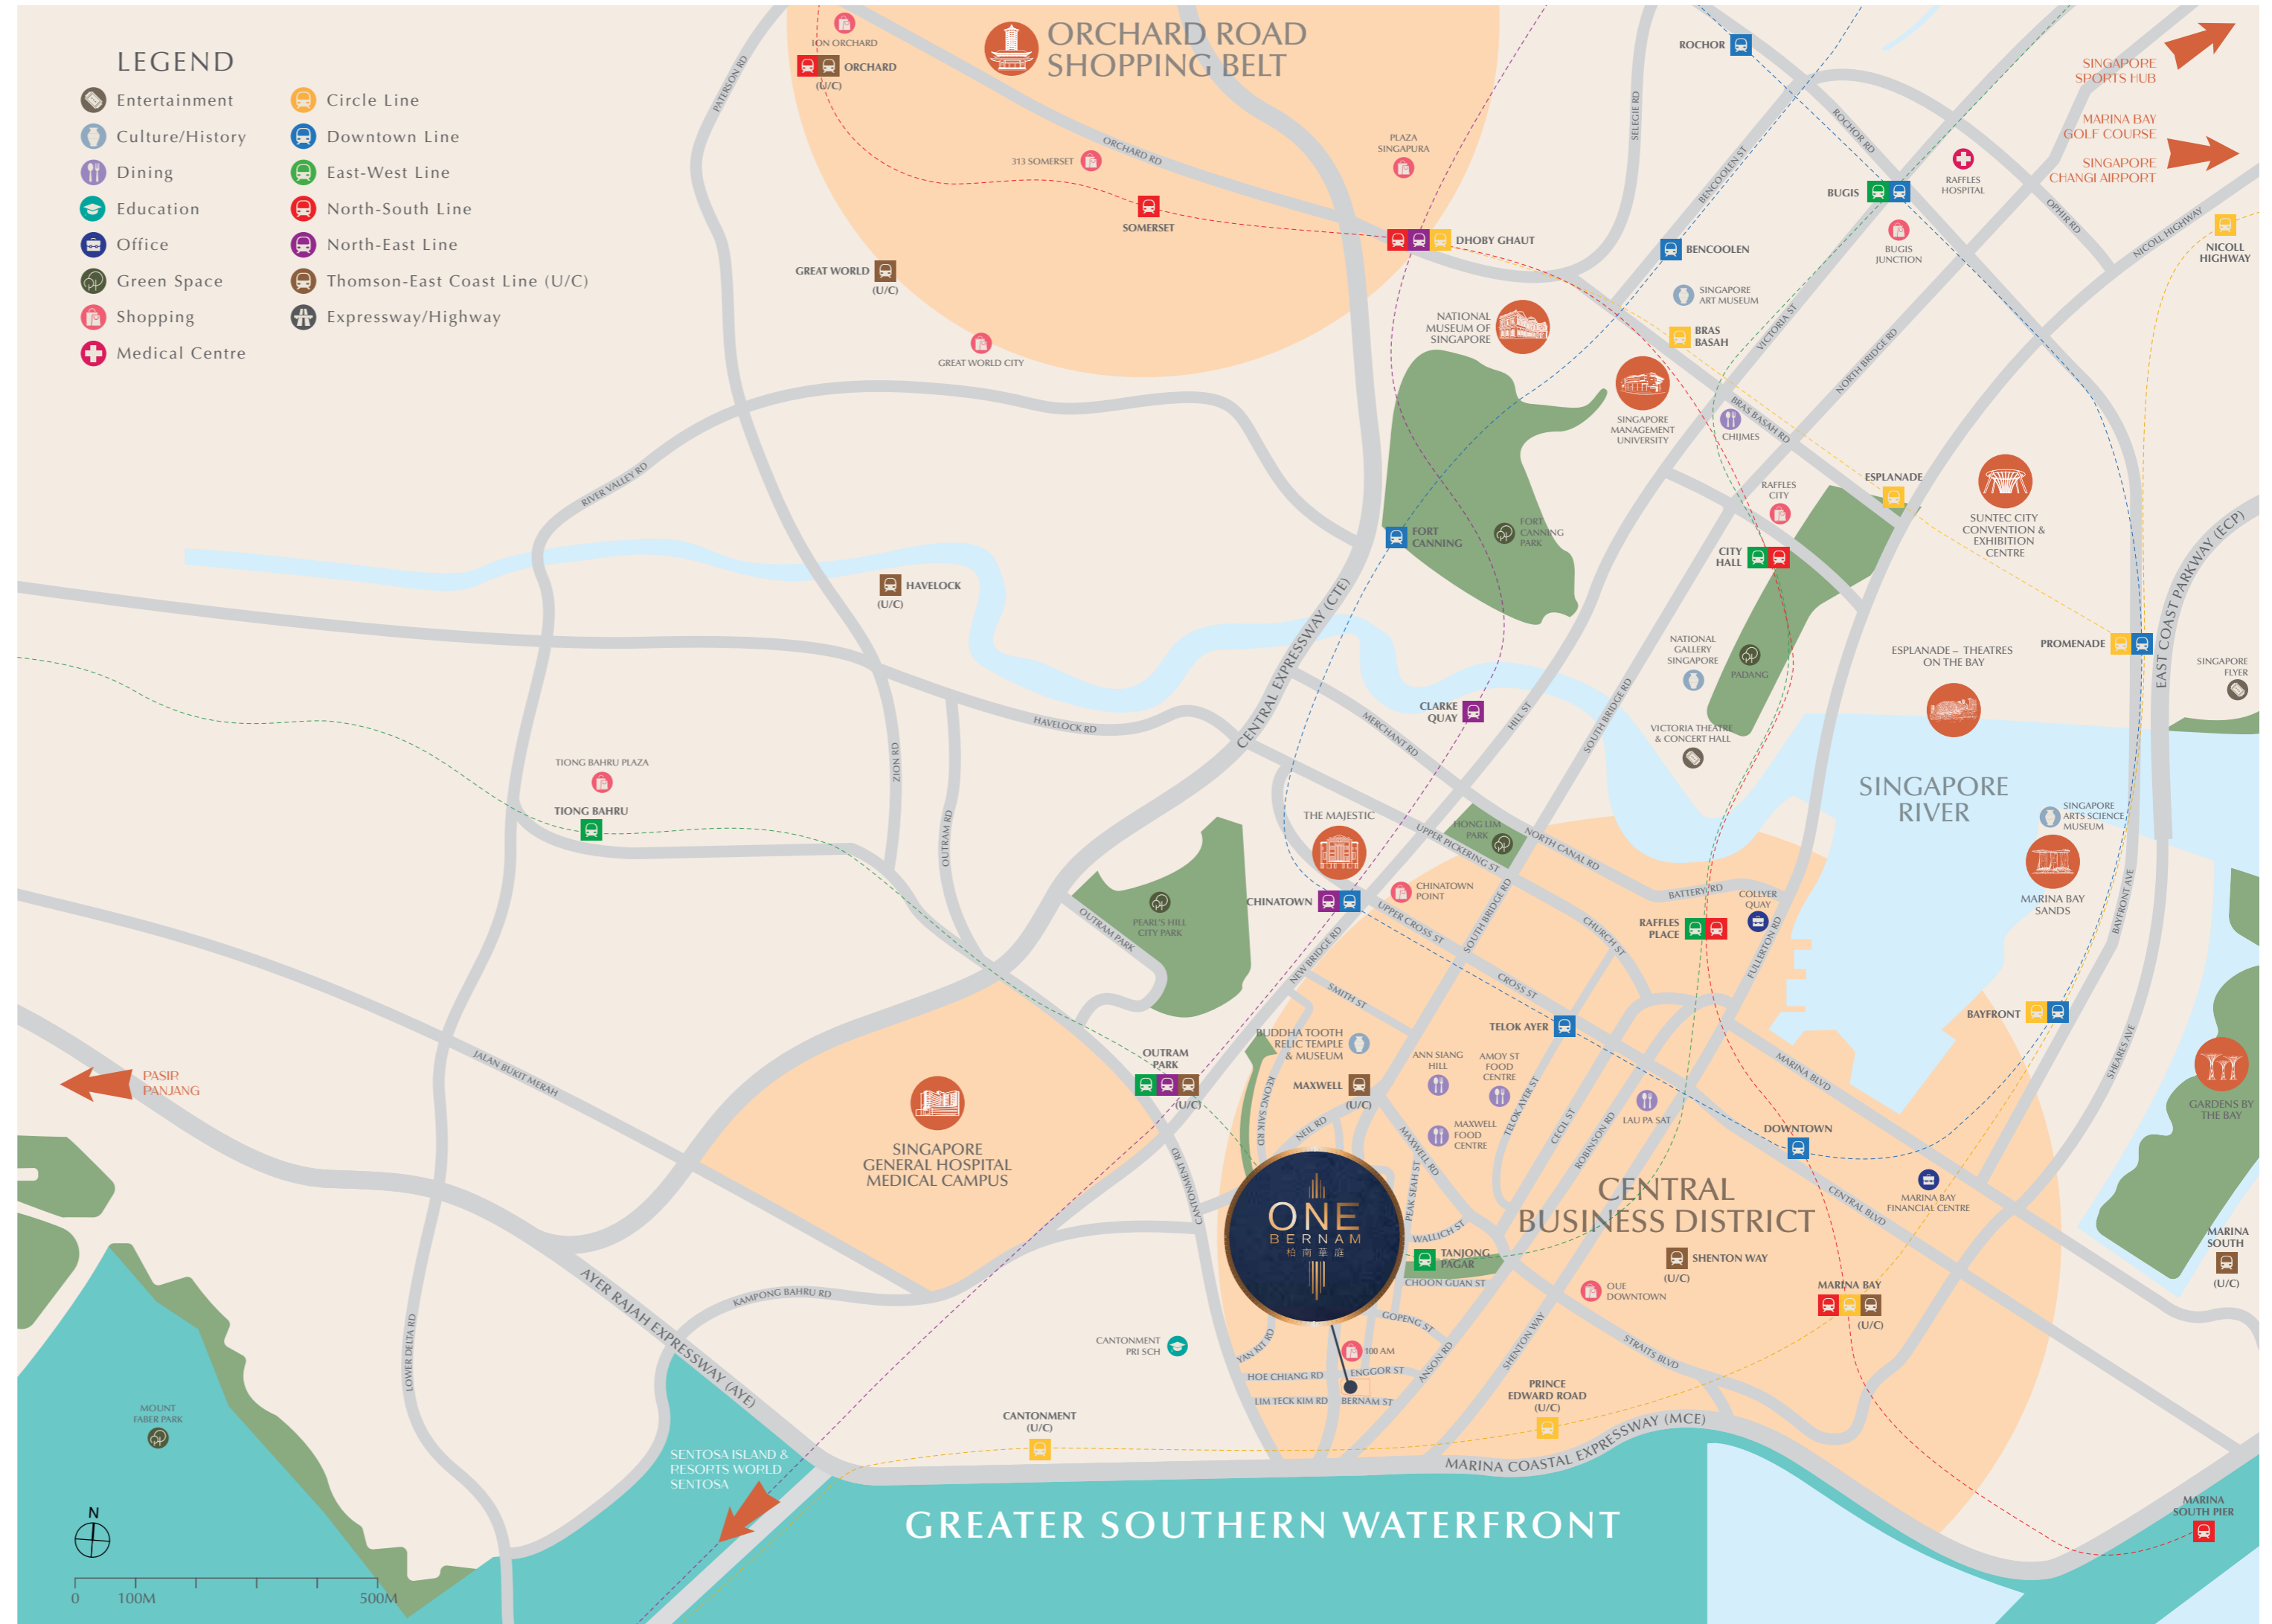 LEGEND
Entertainment
Culture/History
Dining
Education
Office
Green Space
Shopping
Medical Centre
Circle Line
Downtown Line
East-West Line
North-South Line
North-East Line
Thomson-East Coast Line (U/C)
Expressway/Highway
ION ORCHARD
ORCHARD
(U/C)
ORCHARD ROAD
SHOPPING BELT
PATERSON RD
ORCHARD RD
313 SOMERSET
SOMERSET
PLAZA
SINGAPURA
DHOBY GHAUT
GREAT WORLD
(U/C)
GREAT WORLD CITY
ROCHOR
SELEGIE RD
BENCOOLEN ST
ROCHOR RD
BUGIS
RAFFLES
HOSPITAL
BUGIS
JUNCTION
OPHIR RD
NICOLL HIGHWAY
NICOLL
HIGHWAY
SINGAPORE
SPORTS HUB
MARINA BAY
GOLF COURSE
SINGAPORE
CHANGI AIRPORT
BENCOOLEN
SINGAPORE
ART MUSEUM
BRAS
BASAH
VICTORIA ST
NORTH BRIDGE RD
NATIONAL
MUSEUM OF
SINGAPORE
SINGAPORE
MANAGEMENT
UNIVERSITY
CHIJMES
BRAS BASAH RD
RAFFLES
CITY
ESPLANADE
SUNTEC CITY
CONVENTION &
EXHIBITION
CENTRE
EAST COAST PARKWAY (ECP)
CITY
HALL
FORT
CANNING
FORT
CANNING
PARK
RIVER VALLEY RD
HAVELOCK
(U/C)
CENTRAL EXPRESSWAY (CTE)
NATIONAL
GALLERY
SINGAPORE
PADANG
VICTORIA THEATRE
& CONCERT HALL
ESPLANADE – THEATRES
ON THE BAY
PROMENADE
SINGAPORE
FLYER
CLARKE
QUAY
HILL ST
SOUTH BRIDGE RD
MERCHANT RD
HAVELOCK RD
ZION RD
OUTRAM RD
TIONG BAHRU PLAZA
TIONG BAHRU
SINGAPORE
RIVER
SINGAPORE
ARTS SCIENCE
MUSEUM
MARINA BAY
SANDS
BAYFRONT AVE
THE MAJESTIC
HONG LIM
PARK
UPPER PICKERING ST
NORTH CANAL RD
CHINATOWN
CHINATOWN
POINT
UPPER CROSS ST
SOUTH BRIDGE RD
CHURCH ST
BATTERY RD
COLLYER
QUAY
RAFFLES
PLACE
FULLERTON RD
PEARL'S HILL
CITY PARK
OUTRAM PARK
NEW BRIDGE RD
SMITH ST
CROSS ST
TELOK AYER
BAYFRONT
SHEARES AVE
GARDENS BY
THE BAY
MARINA BLVD
BUDDHA TOOTH
RELIC TEMPLE
& MUSEUM
MAXWELL
(U/C)
ANN SIANG
HILL
AMOY ST
FOOD
CENTRE
MAXWELL
FOOD
CENTRE
TELOK AYER ST
CECIL ST
ROBINSON RD
LAU PA SAT
DOWNTOWN
OUTRAM
PARK
(U/C)
KEONG SAIK RD
NEIL RD
MAXWELL RD
PEAK SEAH ST
CANTONMENT RD
PASIR
PANJANG
JALAN BUKIT MERAH
SINGAPORE
GENERAL HOSPITAL
MEDICAL CAMPUS
ONE
BERNAM
柏南華庭
WALLICH ST
TANJONG
PAGAR
CHOON GUAN ST
CENTRAL
BUSINESS DISTRICT
SHENTON WAY
(U/C)
OUE
DOWNTOWN
CENTRAL BLVD
MARINA BAY
FINANCIAL CENTRE
MARINA BAY
(U/C)
MARINA
SOUTH
(U/C)
GOPENG ST
YAN KIT RD
100 AM
HOE CHIANG RD
ENGGOR ST
LIM TECK KIM RD
BERNAM ST
ANSON RD
SHENTON WAY
STRAITS BLVD
PRINCE
EDWARD ROAD
(U/C)
CANTONMENT
PRI SCH
CANTONMENT
(U/C)
KAMPONG BAHRU RD
AYER RAJAH EXPRESSWAY (AYE)
LOWER DELTA RD
MOUNT
FABER PARK
SENTOSA ISLAND &
RESORTS WORLD
SENTOSA
MARINA COASTAL EXPRESSWAY (MCE)
GREATER SOUTHERN WATERFRONT
MARINA
SOUTH PIER
N
0 100M 500M